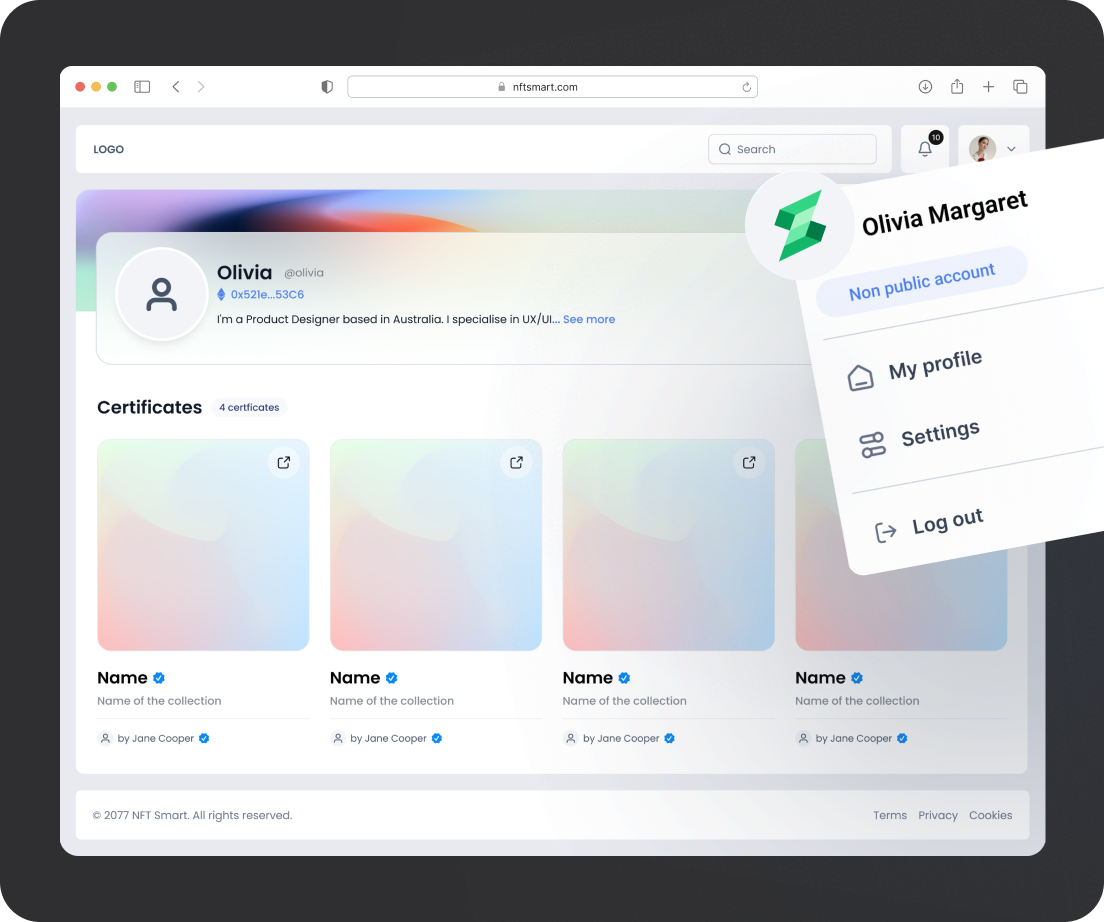 nftsmart.com
LOGO
Search
10
Olivia Margaret
Non public account
My profile
Settings
Log out
Olivia @olivia
0x521e...53C6
I'm a Product Designer based in Australia. I specialise in UX/UI... See more
Certificates 4 certficates
Name Name Name Name
Name of the collection Name of the collection Name of the collection Name of the collection
by Jane Cooper by Jane Cooper by Jane Cooper by Jane Cooper
© 2077 NFT Smart. All rights reserved. Terms Privacy Cookies